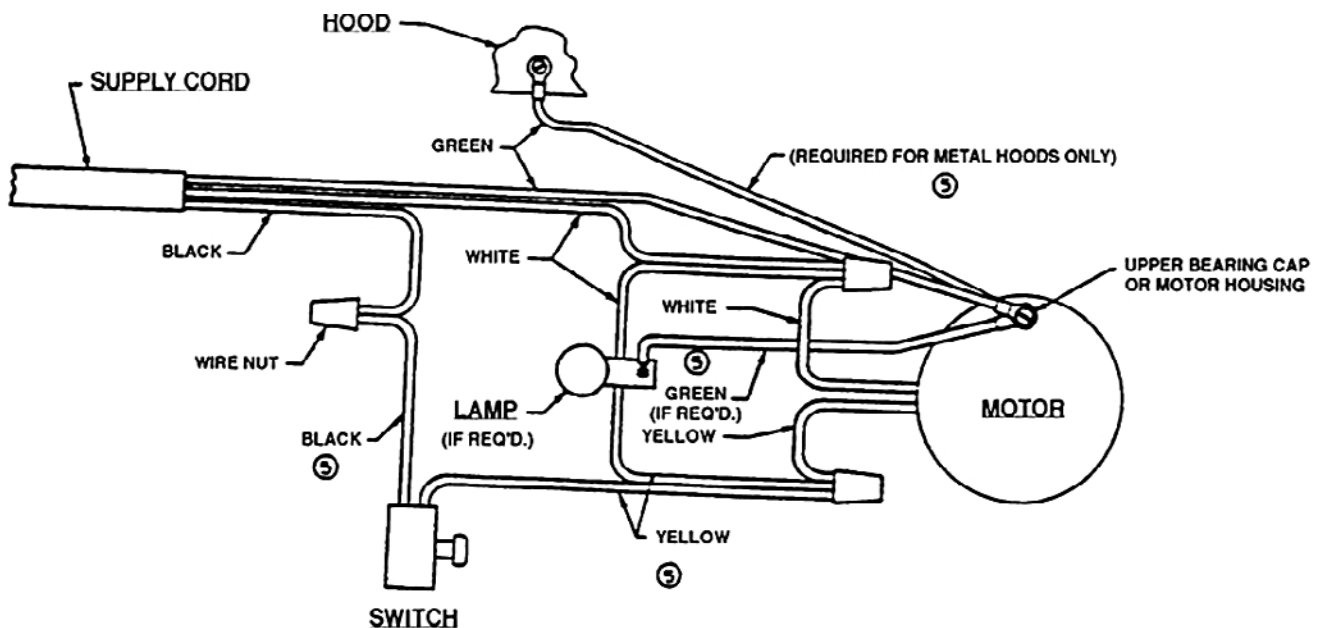 HOOD
SUPPLY CORD
GREEN
(REQUIRED FOR METAL HOODS ONLY)
5
BLACK
WHITE
UPPER BEARING CAP
OR MOTOR HOUSING
WHITE
WIRE NUT
5
GREEN
(IF REQ'D.)
LAMP
(IF REQ'D.)
MOTOR
YELLOW
BLACK
5
YELLOW
5
SWITCH